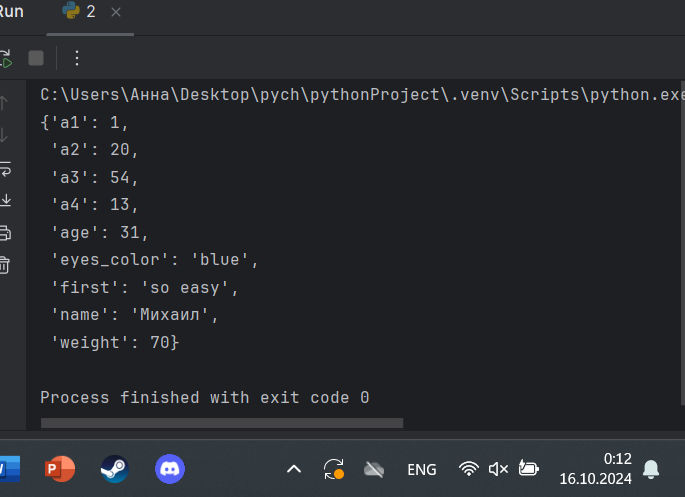 Run
2
C:\Users\Анна\Desktop\pych\pythonProject\.venv\Scripts\python.exe
{'a1': 1,
'a2': 20,
'a3': 54,
'a4': 13,
'age': 31,
'eyes_color': 'blue',
'first': 'so easy',
'name': 'Михаил',
'weight': 70}
Process finished with exit code 0
P
ENG
0:12
16.10.2024